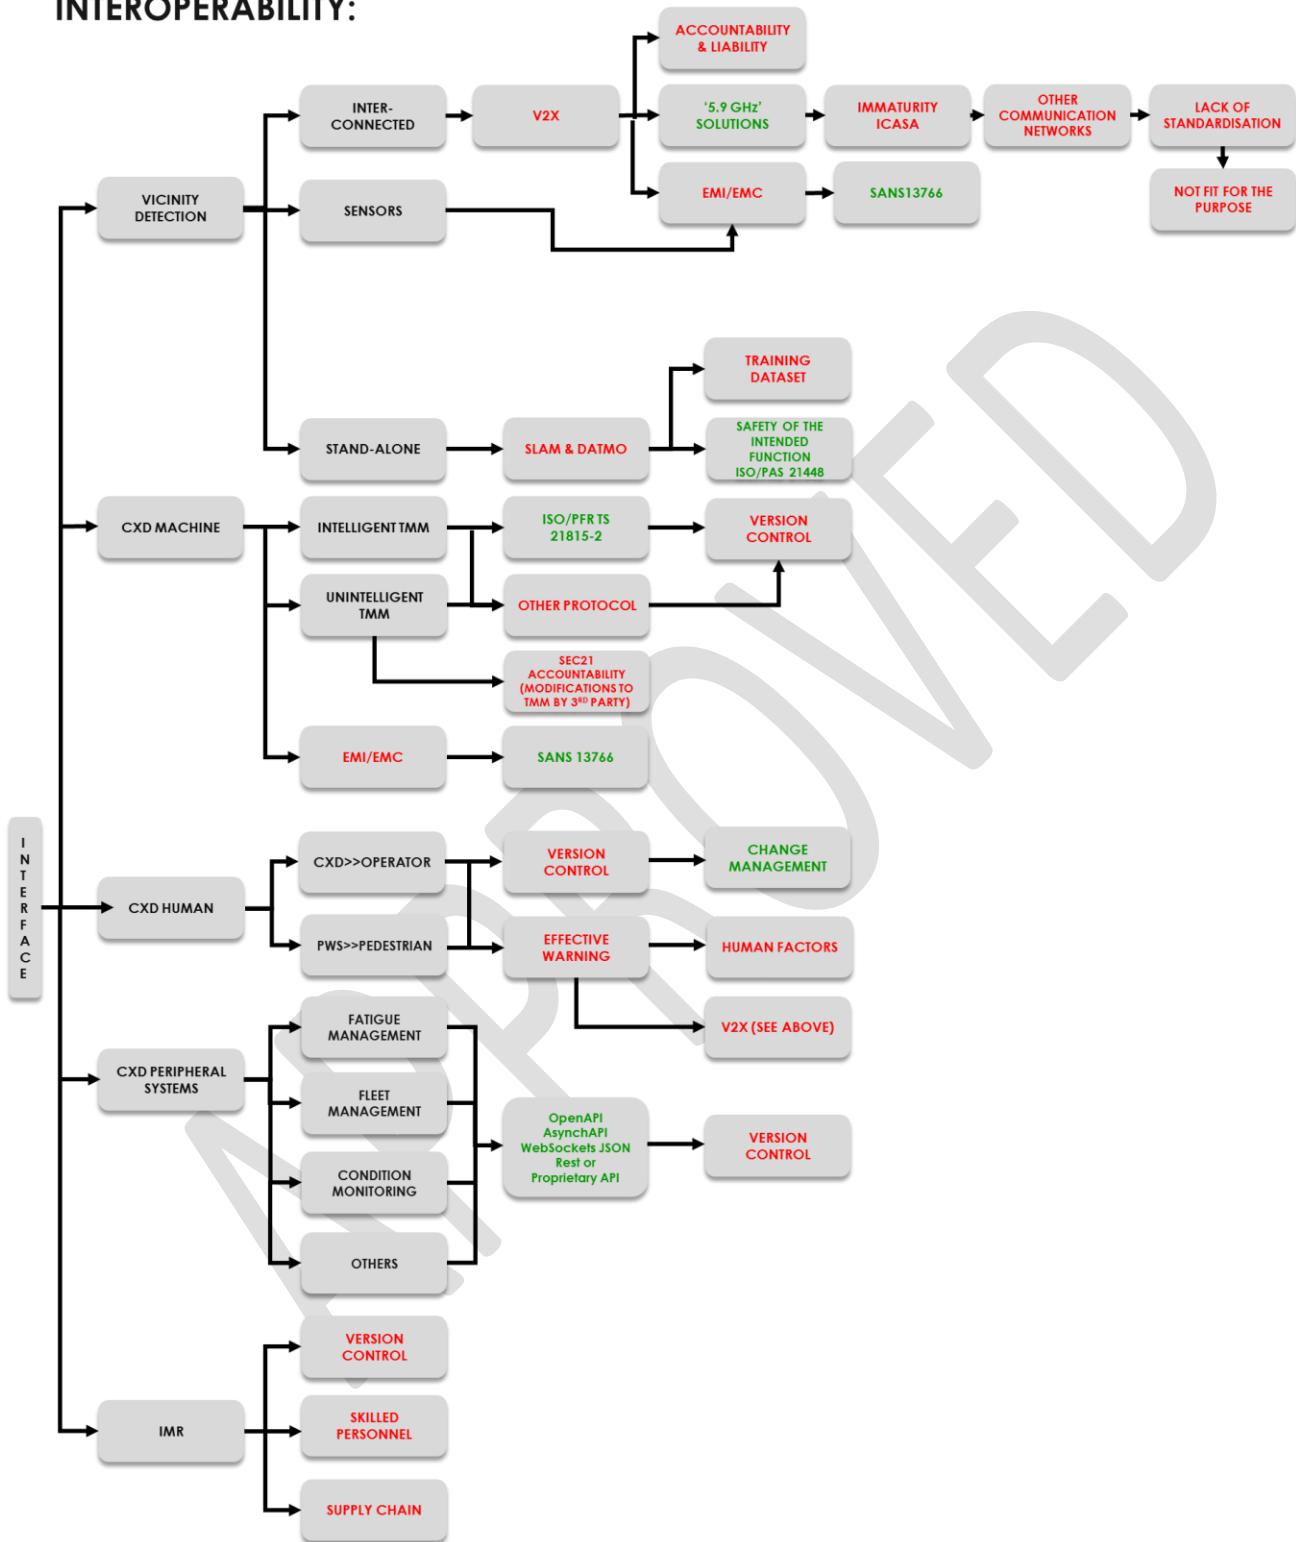 INTEROPERABILITY:
ACCOUNTABILITY
& LIABILITY
INTER-
CONNECTED
V2X
'5.9 GHz'
SOLUTIONS
IMMATURITY
ICASA
OTHER
COMMUNICATION
NETWORKS
LACK OF
STANDARDISATION
VICINITY
DETECTION
SENSORS
EMI/EMC
SANS13766
NOT FIT FOR THE
PURPOSE
TRAINING
DATASET
STAND-ALONE
SLAM & DATMO
SAFETY OF THE
INTENDED
FUNCTION
ISO/PAS 21448
CXD MACHINE
INTELLIGENT TMM
ISO/PFR TS
21815-2
VERSION
CONTROL
UNINTELLIGENT
TMM
OTHER PROTOCOL
SEC21
ACCOUNTABILITY
(MODIFICATIONS TO
TMM BY 3RD PARTY)
EMI/EMC
SANS 13766
INTERFACE
CXD HUMAN
CXD>>OPERATOR
VERSION
CONTROL
CHANGE
MANAGEMENT
PWS>>PEDESTRIAN
EFFECTIVE
WARNING
HUMAN FACTORS
V2X (SEE ABOVE)
CXD PERIPHERAL
SYSTEMS
FATIGUE
MANAGEMENT
FLEET
MANAGEMENT
CONDITION
MONITORING
OTHERS
OpenAPI
AsynchAPI
WebSockets JSON
Rest or
Proprietary API
VERSION
CONTROL
IMR
VERSION
CONTROL
SKILLED
PERSONNEL
SUPPLY CHAIN
APPROVED